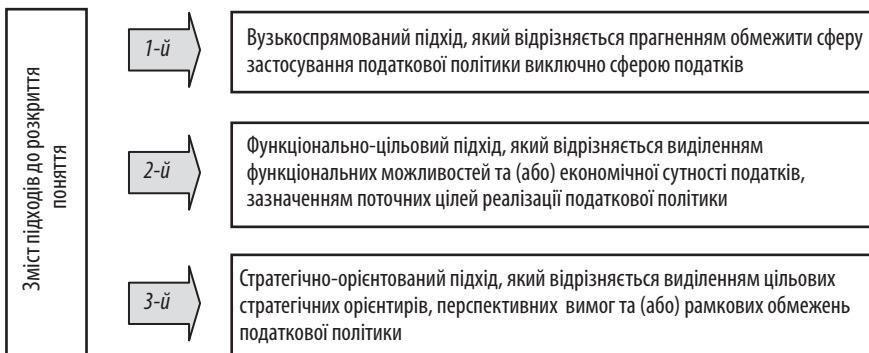 Зміст підходів до розкриття
поняття
1-й
Вузькоспрямований підхід, який відрізняється прагненням обмежити сферу
застосування податкової політики виключно сферою податків
2-й
Функціонально-цільовий підхід, який відрізняється виділенням
функціональних можливостей та (або) економічної сутності податків,
зазначенням поточних цілей реалізації податкової політики
3-й
Стратегічно-орієнтований підхід, який відрізняється виділенням цільових
стратегічних орієнтирів, перспективних вимог та (або) рамкових обмежень
податкової політики